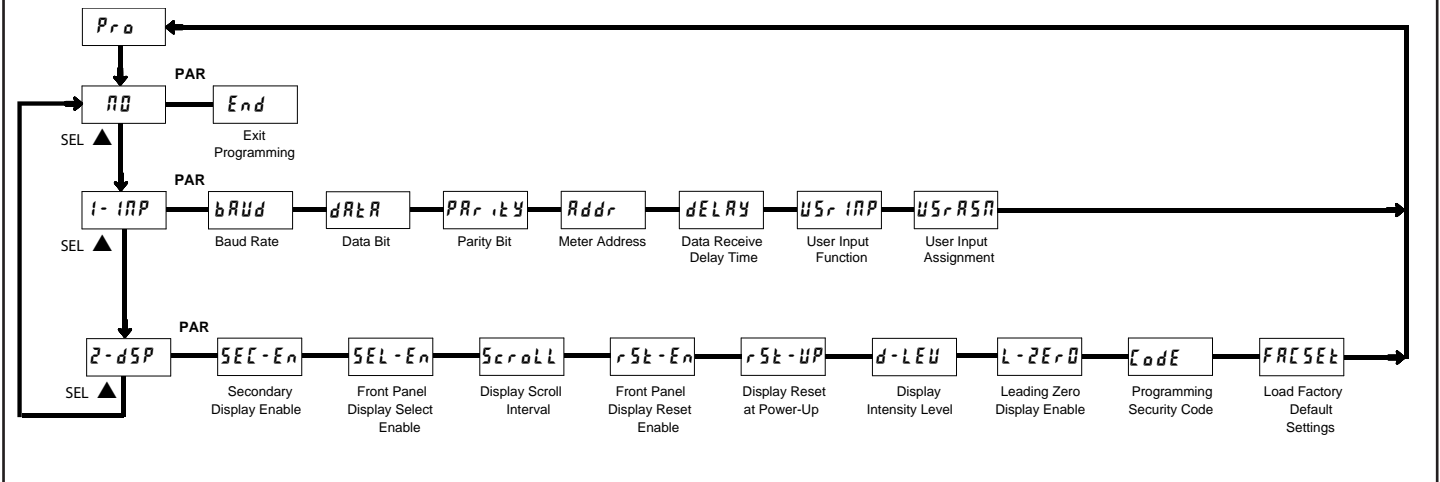 Pro
PAR
NO
End
SEL ▲
Exit
Programming
PAR
1-INP
bAUd
dAtA
PAritY
Addr
dELAY
USrINP
USrASN
SEL ▲
Baud Rate
Data Bit
Parity Bit
Meter Address
Data Receive
Delay Time
User Input
Function
User Input
Assignment
PAR
2-dSP
SEC-En
SEL-En
ScroLL
rSt-En
rSt-UP
d-LEV
L-ZErO
CodE
FACSEt
SEL ▲
Secondary
Display Enable
Front Panel
Display Select
Enable
Display Scroll
Interval
Front Panel
Display Reset
Enable
Display Reset
at Power-Up
Display
Intensity Level
Leading Zero
Display Enable
Programming
Security Code
Load Factory
Default
Settings